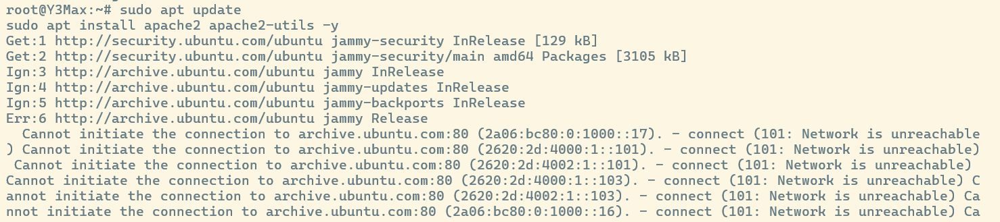 root@Y3Max:~# sudo apt update
sudo apt install apache2 apache2-utils -y
Get:1 http://security.ubuntu.com/ubuntu jammy-security InRelease [129 kB]
Get:2 http://security.ubuntu.com/ubuntu jammy-security/main amd64 Packages [3105 kB]
Ign:3 http://archive.ubuntu.com/ubuntu jammy InRelease
Ign:4 http://archive.ubuntu.com/ubuntu jammy-updates InRelease
Ign:5 http://archive.ubuntu.com/ubuntu jammy-backports InRelease
Err:6 http://archive.ubuntu.com/ubuntu jammy Release
  Cannot initiate the connection to archive.ubuntu.com:80 (2a06:bc80:0:1000::17). - connect (101: Network is unreachable
) Cannot initiate the connection to archive.ubuntu.com:80 (2620:2d:4000:1::101). - connect (101: Network is unreachable)
 Cannot initiate the connection to archive.ubuntu.com:80 (2620:2d:4002:1::101). - connect (101: Network is unreachable)
Cannot initiate the connection to archive.ubuntu.com:80 (2620:2d:4000:1::103). - connect (101: Network is unreachable) C
annot initiate the connection to archive.ubuntu.com:80 (2620:2d:4002:1::103). - connect (101: Network is unreachable) Ca
nnot initiate the connection to archive.ubuntu.com:80 (2a06:bc80:0:1000::16). - connect (101: Network is unreachable) Ca